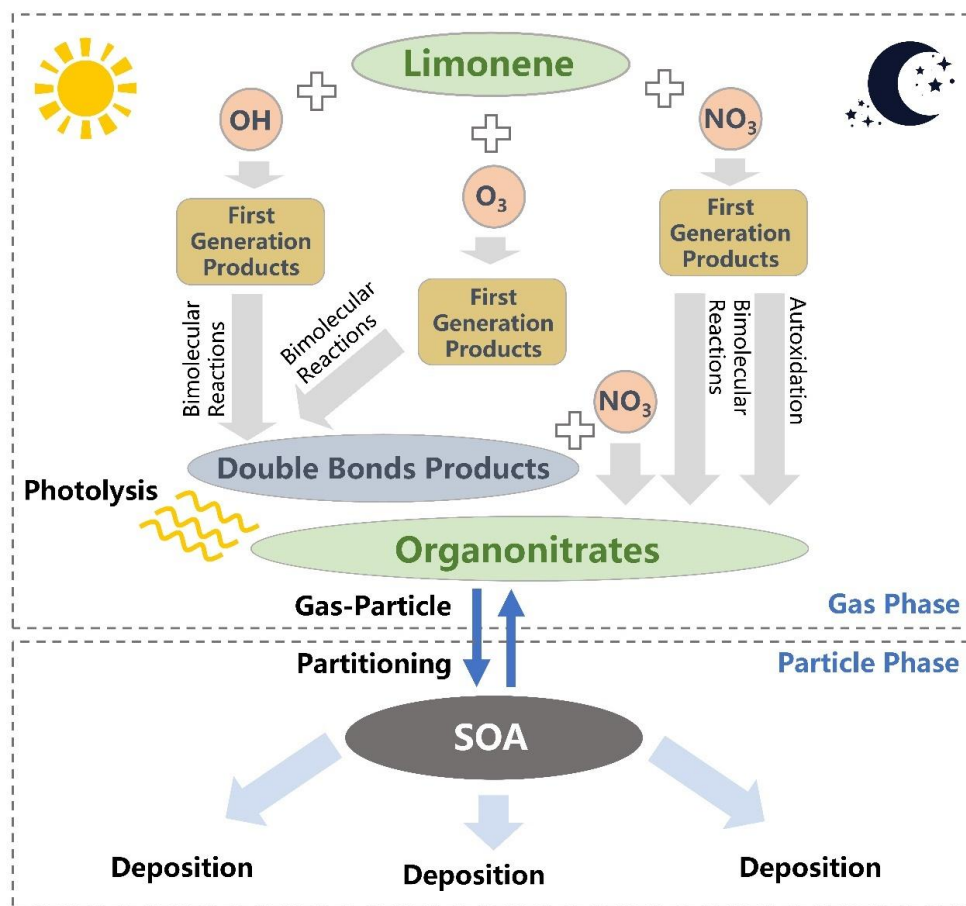 Limonene
OH
NO₃
O₃
First
Generation
Products
First
Generation
Products
First
Generation
Products
Bimolecular
Reactions
Bimolecular
Reactions
Bimolecular
Reactions
Autoxidation
NO₃
Double Bonds Products
Photolysis
Organonitrates
Gas-Particle
Gas Phase
Partitioning
Particle Phase
SOA
Deposition
Deposition
Deposition